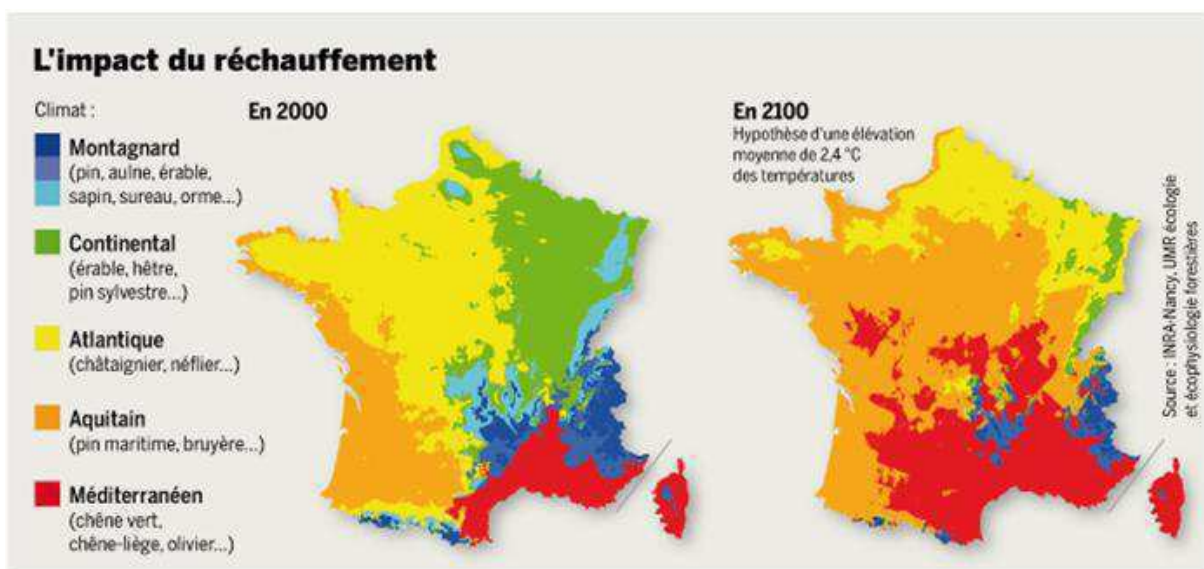 L'impact du réchauffement
Climat :
Montagnard
(pin, aulne, érable,
sapin, sureau, orme...)
Continental
(érable, hêtre,
pin sylvestre...)
Atlantique
(châtaignier, néflier...)
Aquitain
(pin maritime, bruyère...)
Méditerranéen
(chêne vert,
chêne-liège, olivier...)
En 2000
En 2100
Hypothèse d'une élévation
moyenne de 2,4 °C
des températures
Source : INRA-Nancy, UMR écologie
et écophysiologie forestières